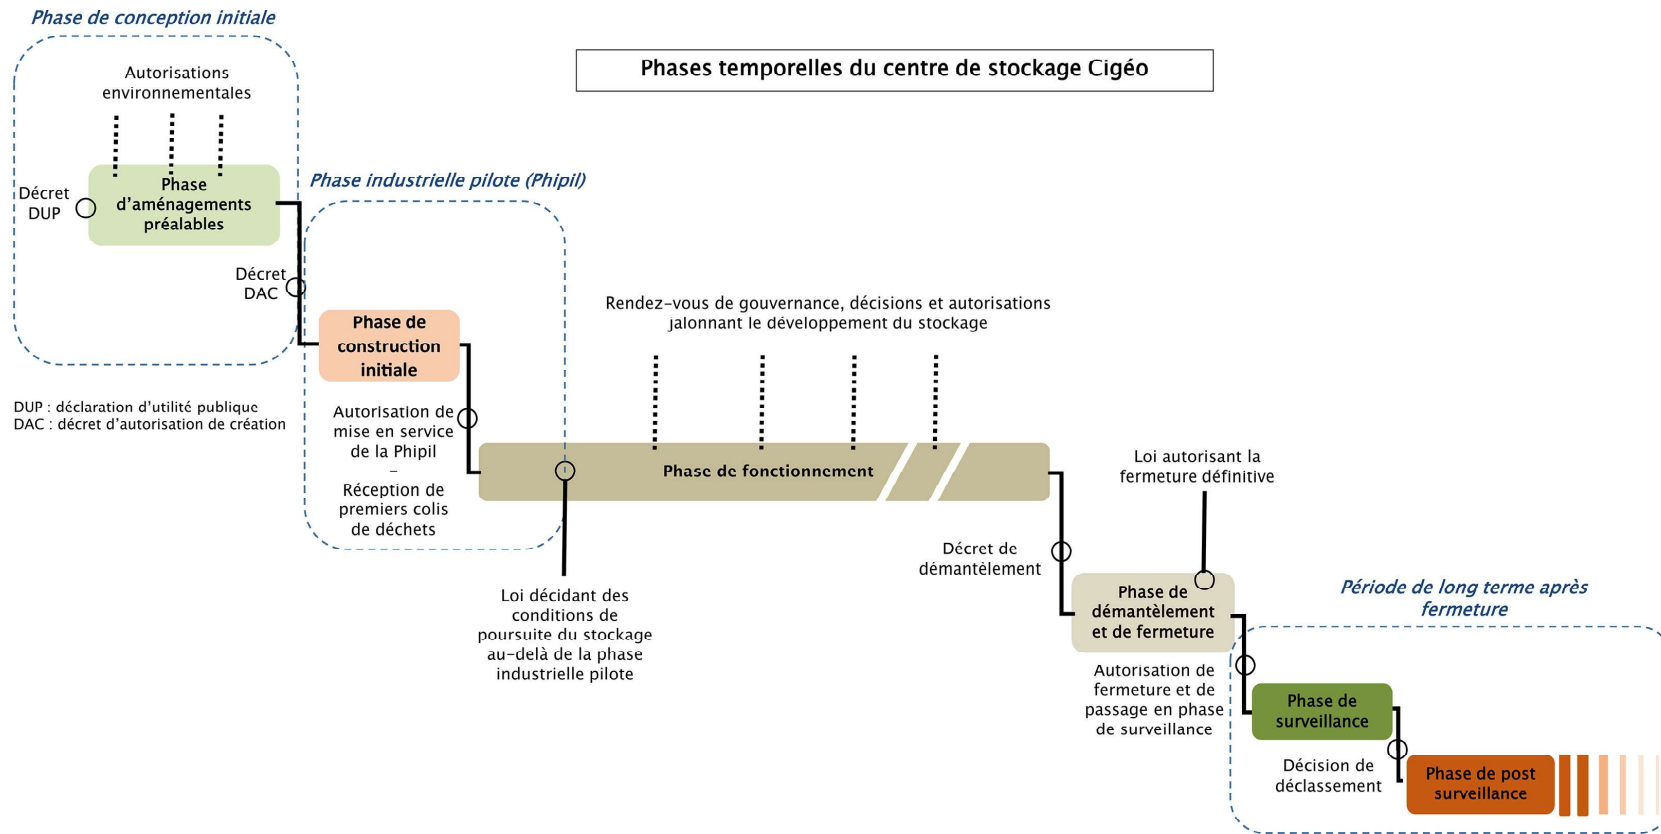 Phase de conception initiale
Phases temporelles du centre de stockage Cigéo
Autorisations
environnementales
Décret
DUP
Phase
d'aménagements
préalables
Phase industrielle pilote (Phipil)
Décret
DAC
Phase de
construction
initiale
Rendez-vous de gouvernance, décisions et autorisations
jalonnant le développement du stockage
DUP : déclaration d'utilité publique
DAC : décret d'autorisation de création
Autorisation de
mise en service
de la Phipil
–
Réception de
premiers colis
de déchets
Phase de fonctionnement
Loi décidant des
conditions de
poursuite du stockage
au-delà de la phase
industrielle pilote
Loi autorisant la
fermeture définitive
Décret de
démantèlement
Phase de
démantèlement
et de fermeture
Autorisation de
fermeture et de
passage en phase
de surveillance
Période de long terme après
fermeture
Phase de
surveillance
Décision de
déclassement
Phase de post
surveillance